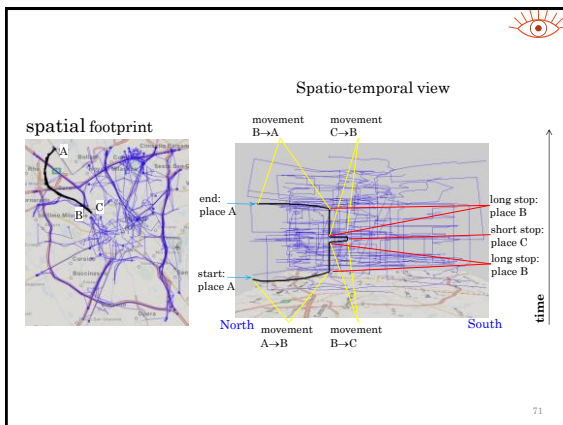 Spatio-temporal view
spatial footprint
A
B
C
movement
B→A
movement
C→B
end:
place A
start:
place A
long stop:
place B
short stop:
place C
long stop:
place B
North
South
movement
A→B
movement
B→C
time
71